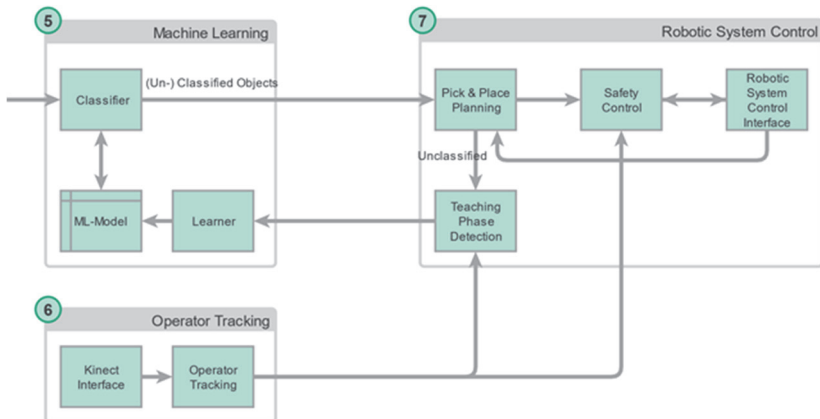 5
Machine Learning
Classifier
(Un-) Classified Objects
ML-Model
Learner
7
Robotic System Control
Pick & Place
Planning
Safety
Control
Robotic
System
Control
Interface
Unclassified
Teaching
Phase
Detection
6
Operator Tracking
Kinect
Interface
Operator
Tracking